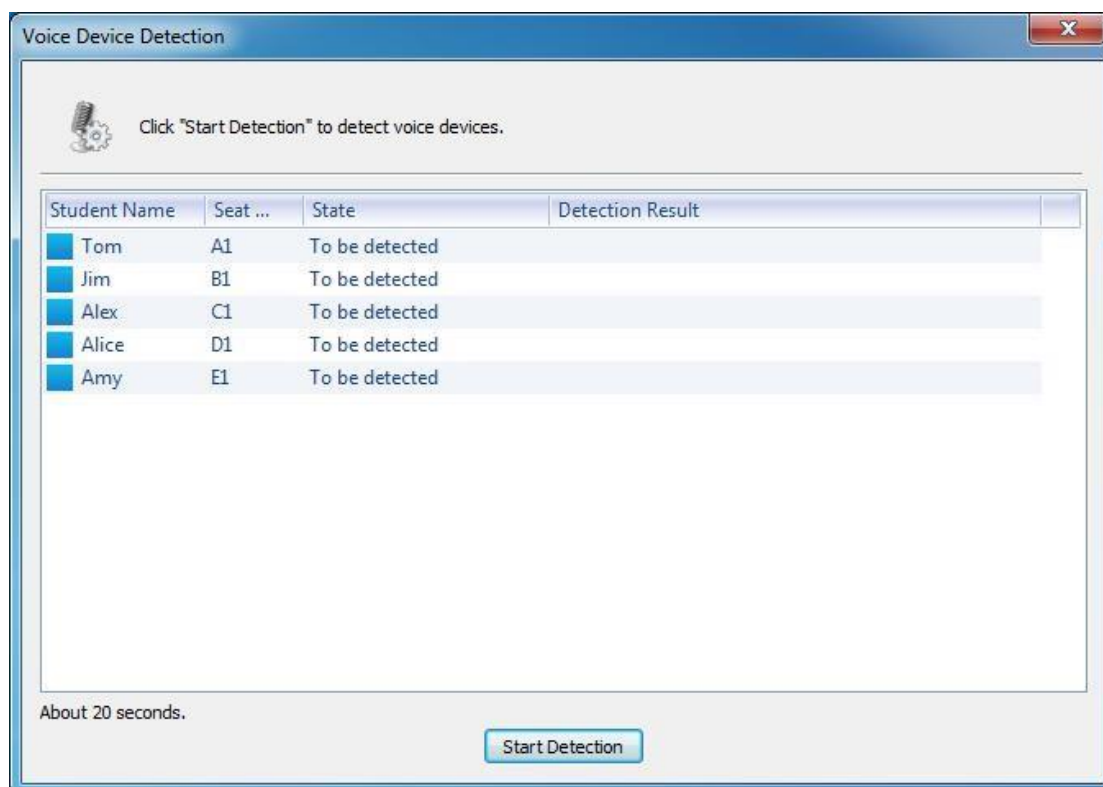 Voice Device Detection
Click "Start Detection" to detect voice devices.
Student Name Seat ... State Detection Result
Tom A1 To be detected
Jim B1 To be detected
Alex C1 To be detected
Alice D1 To be detected
Amy E1 To be detected
About 20 seconds.
Start Detection